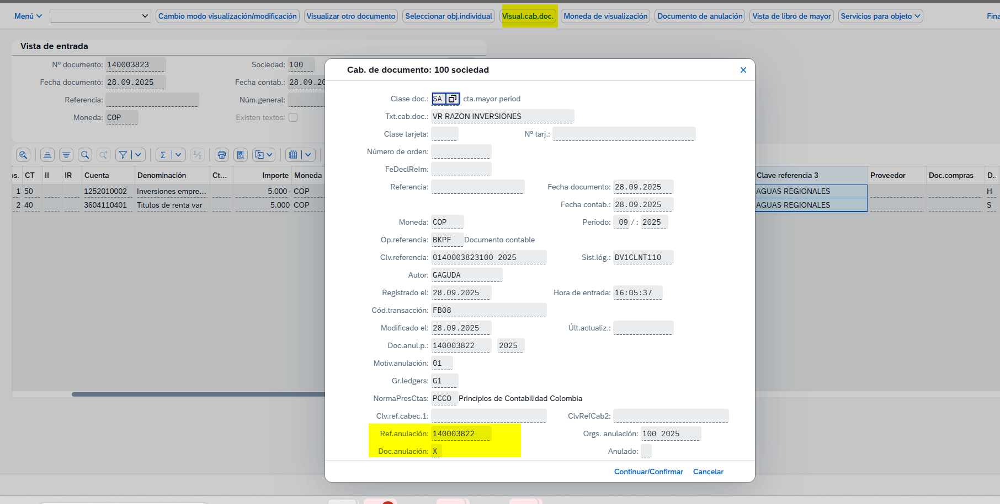 Menú
Cambio modo visualización/modificación
Visualizar otro documento
Seleccionar obj.individual
Visual.cab.doc.
Moneda de visualización
Documento de anulación
Vista de libro de mayor
Servicios para objeto
Vista de entrada
Nº documento: 140003823
Sociedad: 100
Fecha documento: 28.09.2025
Fecha contab.: 28.09.20
Referencia:
Núm.general:
Moneda: COP
Existen textos:
CT II IR Cuenta Denominación Ct... Importe Moneda
1 50 1252010002 Inversiones empre... 5.000- COP
2 40 3604110401 Titulos de renta var 5.000 COP
Cab. de documento: 100 sociedad
Clase doc.: SA cta.mayor period
Txt.cab.doc.: VR RAZON INVERSIONES
Clase tarjeta: Nº tarj.:
Número de orden:
FeDeclReIm:
Referencia: Fecha documento: 28.09.2025
Fecha contab.: 28.09.2025
Moneda: COP Período: 09 /: 2025
Op.referencia: BKPF Documento contable
Clv.referencia: 0140003823100 2025 Sist.lóg.: DV1CLNT110
Autor: GAGUDA
Registrado el: 28.09.2025 Hora de entrada: 16:05:37
Cód.transacción: FB08
Modificado el: 28.09.2025 Últ.actualiz.:
Doc.anul.p.: 140003822 2025
Motiv.anulación: 01
Gr.ledgers: G1
NormaPresCtas: PCCO Principios de Contabilidad Colombia
Clv.ref.cabec.1: ClvRefCab2:
Ref.anulación: 140003822 Orgs. anulación: 100 2025
Doc.anulación: X Anulado:
Continuar/Confirmar Cancelar
Clave referencia 3 Proveedor Doc.compras D..
AGUAS REGIONALES H
AGUAS REGIONALES S